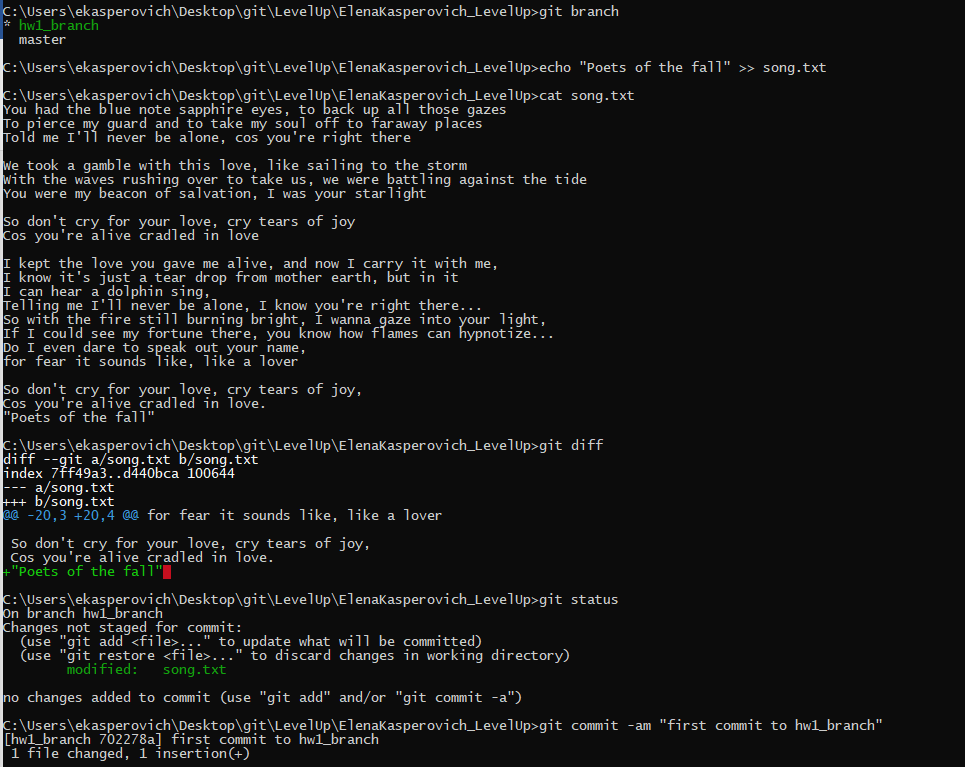 C:\Users\ekasperovich\Desktop\git\LevelUp\ElenaKasperovich_LevelUp>git branch
* hw1_branch
  master

C:\Users\ekasperovich\Desktop\git\LevelUp\ElenaKasperovich_LevelUp>echo "Poets of the fall" >> song.txt

C:\Users\ekasperovich\Desktop\git\LevelUp\ElenaKasperovich_LevelUp>cat song.txt
You had the blue note sapphire eyes, to back up all those gazes
To pierce my guard and to take my soul off to faraway places
Told me I'll never be alone, cos you're right there

We took a gamble with this love, like sailing to the storm
With the waves rushing over to take us, we were battling against the tide
You were my beacon of salvation, I was your starlight

So don't cry for your love, cry tears of joy
Cos you're alive cradled in love

I kept the love you gave me alive, and now I carry it with me,
I know it's just a tear drop from mother earth, but in it
I can hear a dolphin sing,
Telling me I'll never be alone, I know you're right there...
So with the fire still burning bright, I wanna gaze into your light,
If I could see my fortune there, you know how flames can hypnotize...
Do I even dare to speak out your name,
for fear it sounds like, like a lover

So don't cry for your love, cry tears of joy,
Cos you're alive cradled in love.
"Poets of the fall"

C:\Users\ekasperovich\Desktop\git\LevelUp\ElenaKasperovich_LevelUp>git diff
diff --git a/song.txt b/song.txt
index 7ff49a3..d440bca 100644
--- a/song.txt
+++ b/song.txt
@@ -20,3 +20,4 @@ for fear it sounds like, like a lover

 So don't cry for your love, cry tears of joy,
 Cos you're alive cradled in love.
+"Poets of the fall"

C:\Users\ekasperovich\Desktop\git\LevelUp\ElenaKasperovich_LevelUp>git status
On branch hw1_branch
Changes not staged for commit:
  (use "git add <file>..." to update what will be committed)
  (use "git restore <file>..." to discard changes in working directory)
        modified:   song.txt

no changes added to commit (use "git add" and/or "git commit -a")

C:\Users\ekasperovich\Desktop\git\LevelUp\ElenaKasperovich_LevelUp>git commit -am "first commit to hw1_branch"
[hw1_branch 702278a] first commit to hw1_branch
 1 file changed, 1 insertion(+)